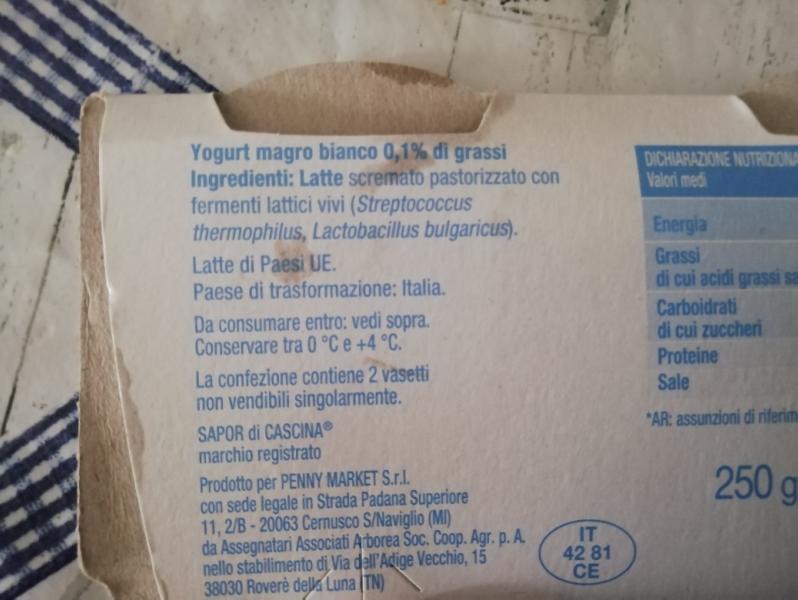 Yogurt magro bianco 0,1% di grassi
Ingredienti: Latte scremato pastorizzato con
fermenti lattici vivi (Streptococcus
thermophilus, Lactobacillus bulgaricus).
Latte di Paesi UE.
Paese di trasformazione: Italia.
Da consumare entro: vedi sopra.
Conservare tra 0 °C e +4 °C.
La confezione contiene 2 vasetti
non vendibili singolarmente.
SAPOR di CASCINA®
marchio registrato
Prodotto per PENNY MARKET S.r.l.
con sede legale in Strada Padana Superiore
11, 2/B - 20063 Cernusco S/Naviglio (MI)
da Assegnatari Associati Arborea Soc. Coop. Agr. p. A.
nello stabilimento di Via dell'Adige Vecchio, 15
38030 Roverè della Luna (TN)
IT
42 81
CE
DICHIARAZIONE NUTRIZIONA
Valori medi
Energia
Grassi
di cui acidi grassi sa
Carboidrati
di cui zuccheri
Proteine
Sale
*AR: assunzioni di riferim
250 g